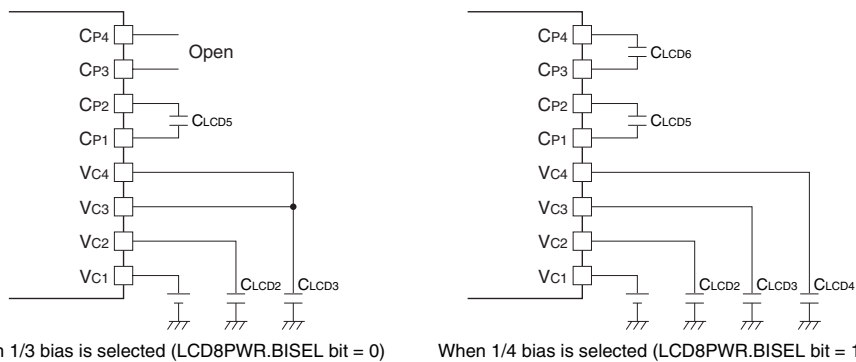 CP4
CP3
Open
CP2
CP1
CLCD5
VC4
VC3
VC2
VC1
CLCD2
CLCD3
1/3 bias is selected (LCD8PWR.BISEL bit = 0)
CP4
CP3
CLCD6
CP2
CP1
CLCD5
VC4
VC3
VC2
VC1
CLCD2
CLCD3
CLCD4
When 1/4 bias is selected (LCD8PWR.BISEL bit = 1